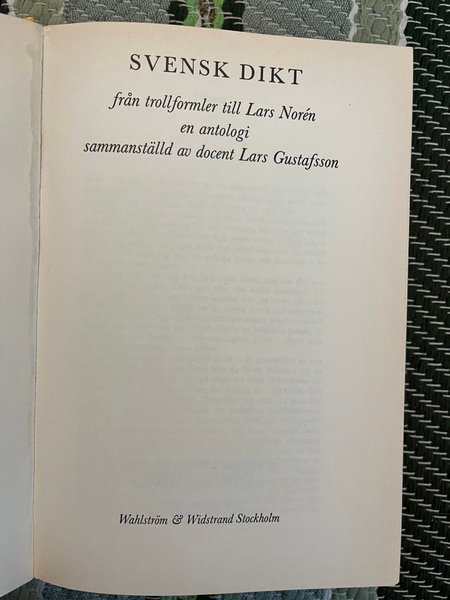 SVENSK DIKT
från trollformler till Lars Norén
en antologi
sammanställd av docent Lars Gustafsson
Wahlström & Widstrand Stockholm